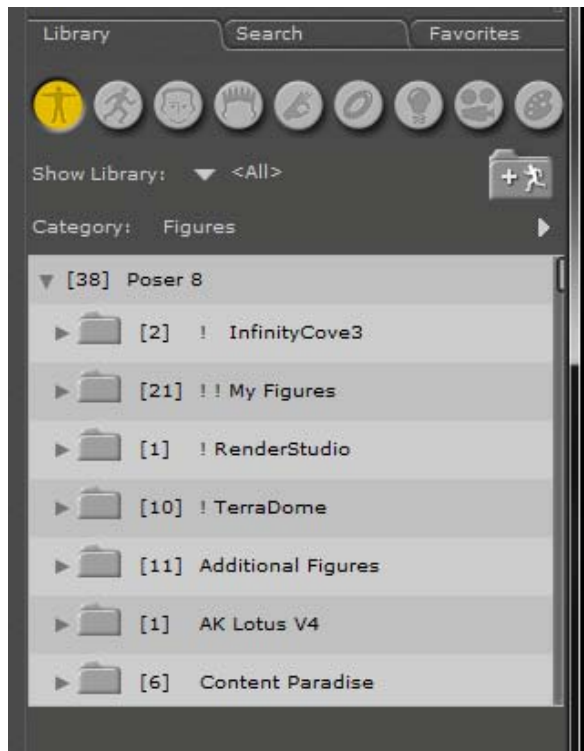 Library Search Favorites
Show Library: <All>
Category: Figures
[38] Poser 8
[2] ! InfinityCove3
[21] ! ! My Figures
[1] ! RenderStudio
[10] ! TerraDome
[11] Additional Figures
[1] AK Lotus V4
[6] Content Paradise